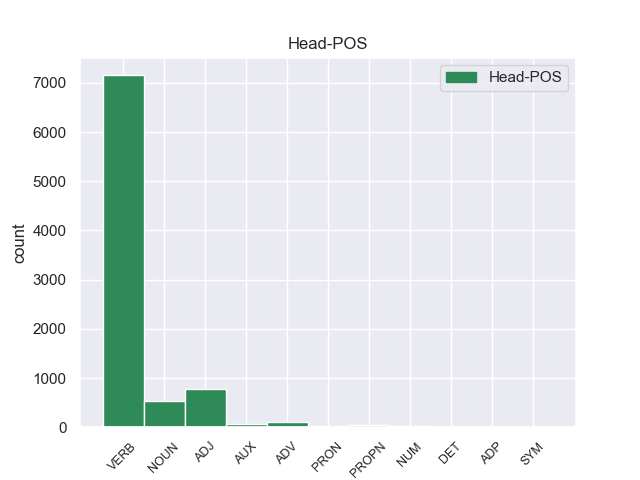 Head-POS
Head-POS
7000
6000
5000
4000
3000
2000
1000
0
count
VERB NOUN ADJ AUX ADV PRON PROPN NUM DET ADP SYM